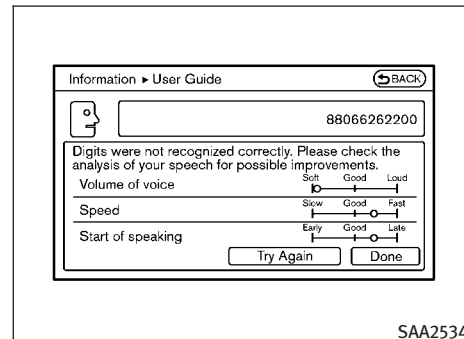 Information ▸ User Guide
BACK
88066262200
Digits were not recognized correctly. Please check the
analysis of your speech for possible improvements.
Soft Good Loud
Volume of voice
Slow Good Fast
Speed
Early Good Late
Start of speaking
Try Again Done
SAA2534